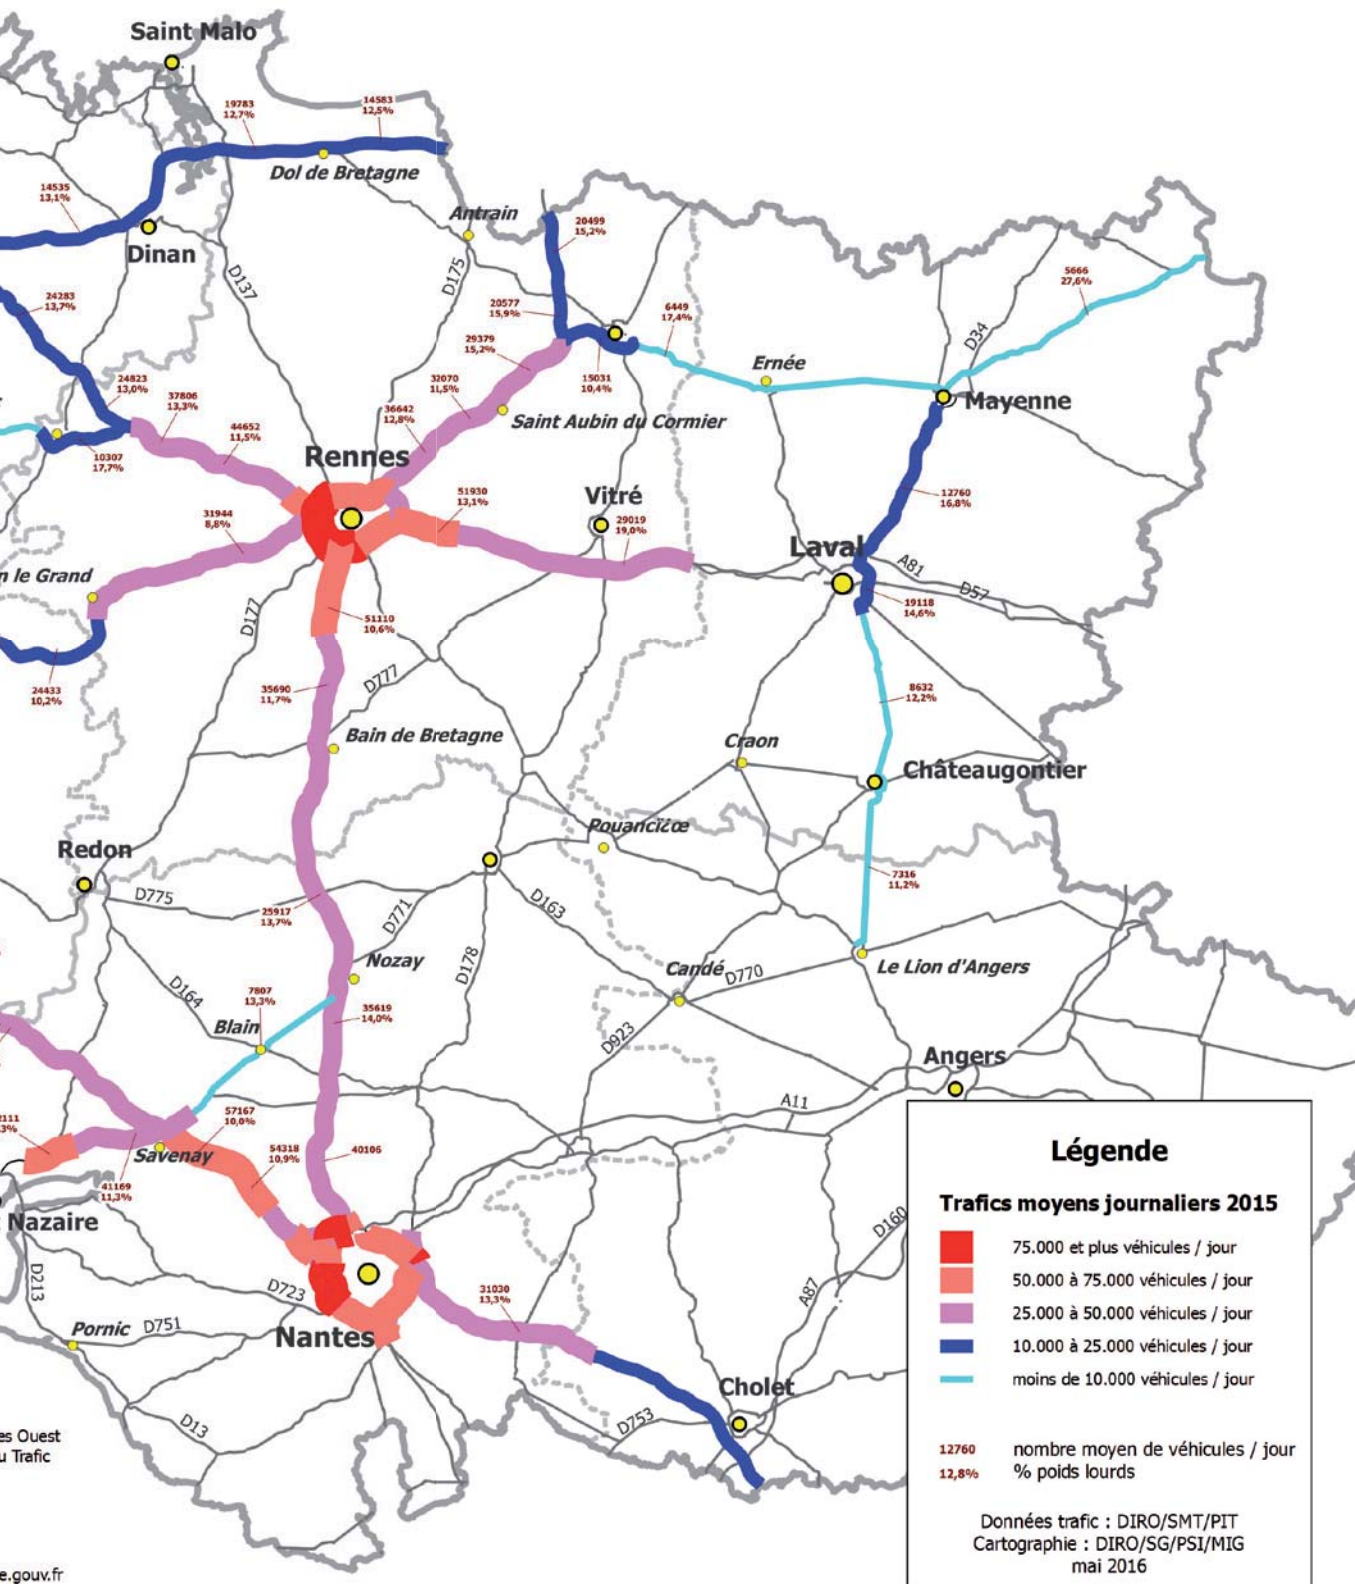 Saint Malo
19783
12,7%
14583
12,5%
Dol de Bretagne
14535
13,1%
Antrain
20499
15,2%
Dinan
D137
D175
5666
27,6%
24283
13,7%
20577
15,9%
6449
17,4%
D34
29379
15,2%
Ernée
24823
13,0%
32070
11,5%
15031
10,4%
37806
13,3%
Mayenne
36642
12,8%
Saint Aubin du Cormier
44652
11,5%
10307
17,7%
Rennes
51930
13,1%
Vitré
12760
16,8%
31944
8,8%
29019
19,0%
Laval
A81
n le Grand
D57
19118
14,6%
D177
51110
10,6%
24433
10,2%
35690
11,7%
D777
8632
12,2%
Bain de Bretagne
Craon
Châteaugontier
Pouancïćœ
Redon
7316
11,2%
D775
25917
13,7%
D771
D163
Nozay
D178
Candé
D770
Le Lion d'Angers
D164
7807
13,3%
35619
14,0%
Blain
D923
Angers
A11
2111
3%
57167
10,0%
54318
10,9%
40106
Savenay
41169
11,3%
Nazaire
D160
D213
D723
A87
31030
13,3%
Pornic
D751
Nantes
Cholet
D753
D13
es Ouest
u Trafic
e.gouv.fr
Légende
Trafics moyens journaliers 2015
75.000 et plus véhicules / jour
50.000 à 75.000 véhicules / jour
25.000 à 50.000 véhicules / jour
10.000 à 25.000 véhicules / jour
moins de 10.000 véhicules / jour
12760 nombre moyen de véhicules / jour
12,8% % poids lourds
Données trafic : DIRO/SMT/PIT
Cartographie : DIRO/SG/PSI/MIG
mai 2016